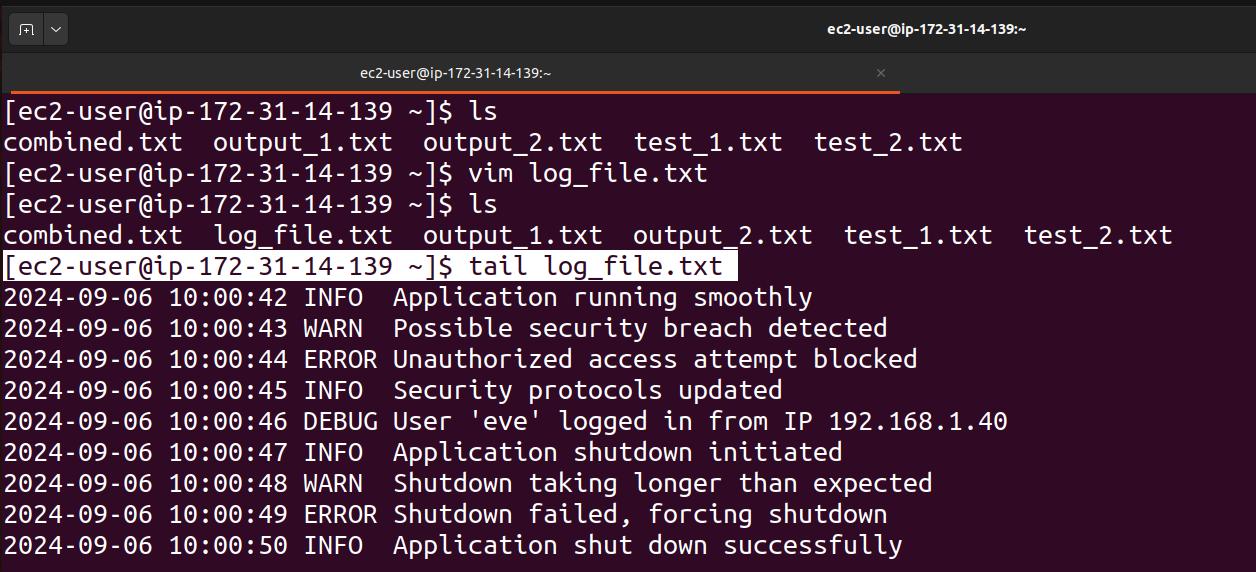 ec2-user@ip-172-31-14-139:~
ec2-user@ip-172-31-14-139:~ ×
[ec2-user@ip-172-31-14-139 ~]$ ls
combined.txt  output_1.txt  output_2.txt  test_1.txt  test_2.txt
[ec2-user@ip-172-31-14-139 ~]$ vim log_file.txt
[ec2-user@ip-172-31-14-139 ~]$ ls
combined.txt  log_file.txt  output_1.txt  output_2.txt  test_1.txt  test_2.txt
[ec2-user@ip-172-31-14-139 ~]$ tail log_file.txt
2024-09-06 10:00:42 INFO  Application running smoothly
2024-09-06 10:00:43 WARN  Possible security breach detected
2024-09-06 10:00:44 ERROR Unauthorized access attempt blocked
2024-09-06 10:00:45 INFO  Security protocols updated
2024-09-06 10:00:46 DEBUG User 'eve' logged in from IP 192.168.1.40
2024-09-06 10:00:47 INFO  Application shutdown initiated
2024-09-06 10:00:48 WARN  Shutdown taking longer than expected
2024-09-06 10:00:49 ERROR Shutdown failed, forcing shutdown
2024-09-06 10:00:50 INFO  Application shut down successfully